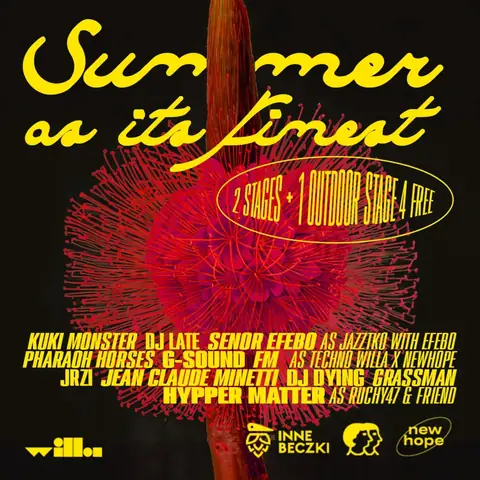 Summer
as its finest
2 STAGES + 1 OUTDOOR STAGE 4 FREE
KUKI MONSTER DJ LATE SENOR EFEBO AS JAZZTKO WITH EFEBO
PHARAOH HORSES G-SOUND FM AS TECHNO WILLA X NEWHOPE
JRZI JEAN CLAUDE MINETTI DJ DYING GRASSMAN
HYPPER MATTER AS RUCHY47 & FRIEND
willa
INNE
BECZKI
new
hope